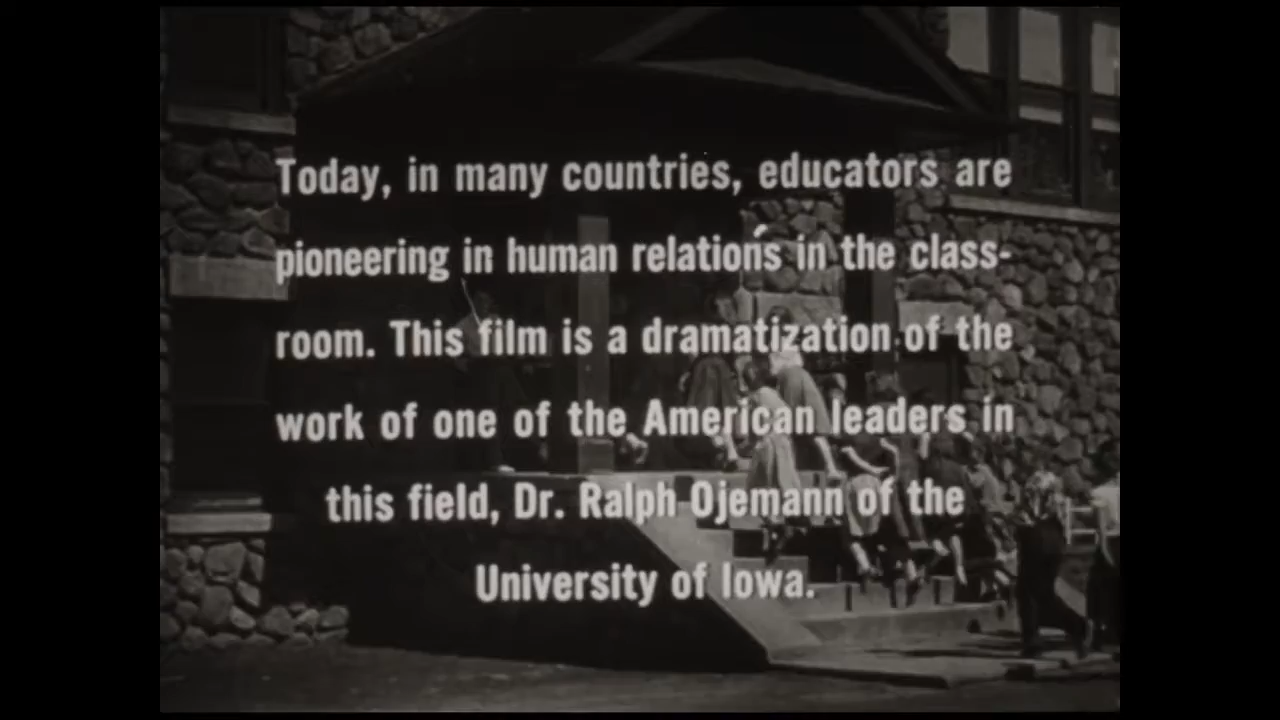 Today, in many countries, educators are
pioneering in human relations in the class-
room. This film is a dramatization of the
work of one of the American leaders in
this field, Dr. Ralph Ojemann of the
University of Iowa.